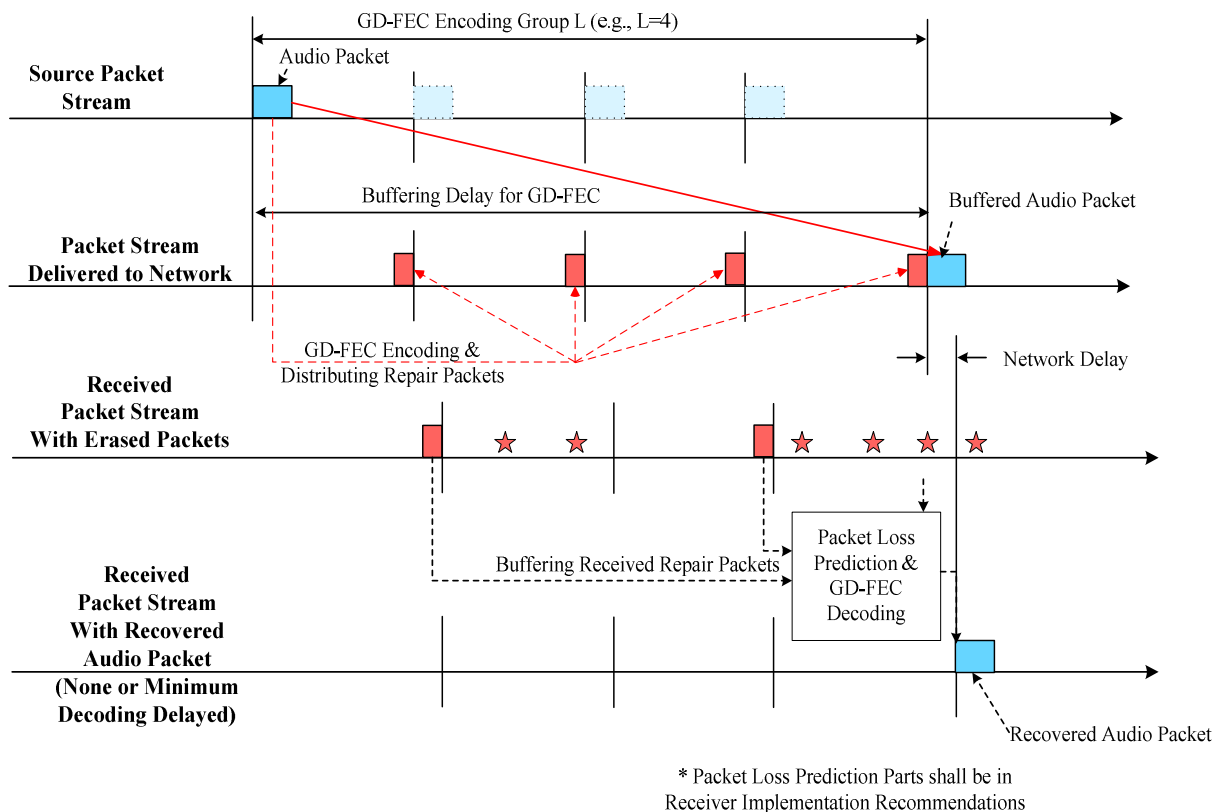 GD-FEC Encoding Group L (e.g., L=4)
Audio Packet
Source Packet
Stream
Buffering Delay for GD-FEC
Buffered Audio Packet
Packet Stream
Delivered to Network
GD-FEC Encoding &
Distributing Repair Packets
Network Delay
Received
Packet Stream
With Erased Packets
Packet Loss
Prediction &
GD-FEC
Decoding
Buffering Received Repair Packets
Received
Packet Stream
With Recovered
Audio Packet
(None or Minimum
Decoding Delayed)
Recovered Audio Packet
* Packet Loss Prediction Parts shall be in
Receiver Implementation Recommendations